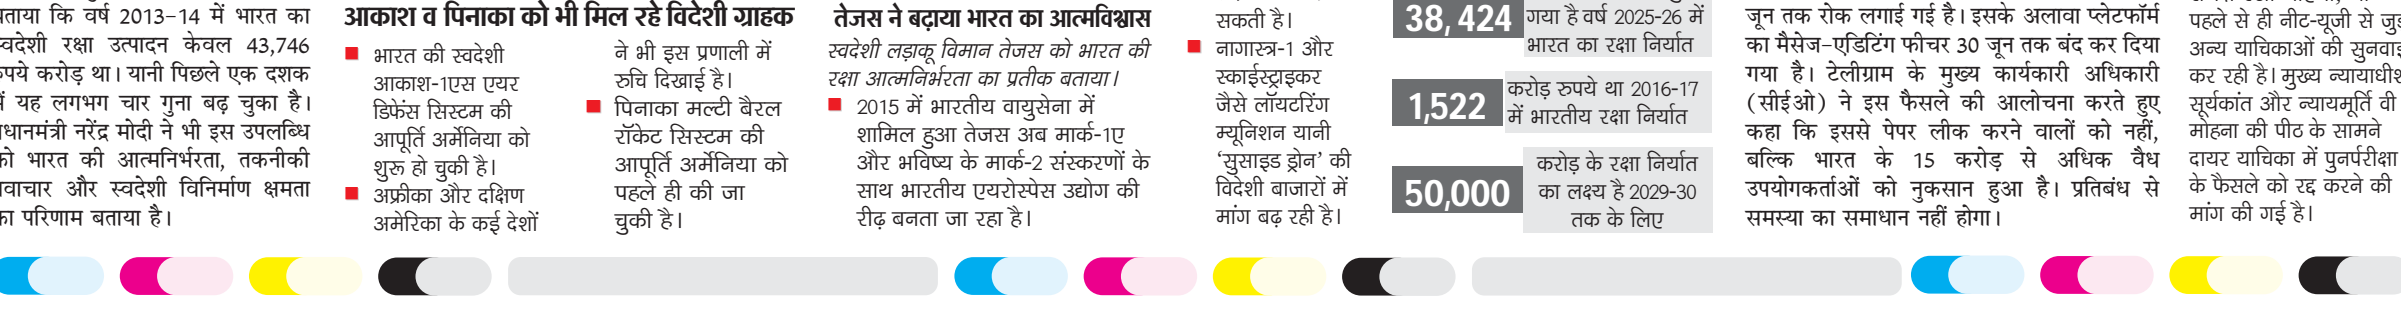 बताया कि वर्ष 2013-14 में भारत का
स्वदेशी रक्षा उत्पादन केवल 43,746
रुपये करोड़ था। यानी पिछले एक दशक
में यह लगभग चार गुना बढ़ चुका है।
प्रधानमंत्री नरेंद्र मोदी ने भी इस उपलब्धि
को भारत की आत्मनिर्भरता, तकनीकी
नवाचार और स्वदेशी विनिर्माण क्षमता
का परिणाम बताया है।
आकाश व पिनाका को भी मिल रहे विदेशी ग्राहक
भारत की स्वदेशी
आकाश-1एस एयर
डिफेंस सिस्टम की
आपूर्ति अर्मेनिया को
शुरू हो चुकी है।
अफ्रीका और दक्षिण
अमेरिका के कई देशों
ने भी इस प्रणाली में
रुचि दिखाई है।
पिनाका मल्टी बैरल
रॉकेट सिस्टम की
आपूर्ति अर्मेनिया को
पहले ही की जा
चुकी है।
तेजस ने बढ़ाया भारत का आत्मविश्वास
स्वदेशी लड़ाकू विमान तेजस को भारत की
रक्षा आत्मनिर्भरता का प्रतीक बताया।
2015 में भारतीय वायुसेना में
शामिल हुआ तेजस अब मार्क-1ए
और भविष्य के मार्क-2 संस्करणों के
साथ भारतीय एयरोस्पेस उद्योग की
रीढ़ बनता जा रहा है।
सकती है।
नागास्त्र-1 और
स्काईस्ट्राइकर
जैसे लॉयटरिंग
म्यूनिशन यानी
‘सुसाइड ड्रोन’ की
विदेशी बाजारों में
मांग बढ़ रही है।
38,424 गया है वर्ष 2025-26 में
भारत का रक्षा निर्यात
1,522 करोड़ रुपये था 2016-17
में भारतीय रक्षा निर्यात
50,000 करोड़ के रक्षा निर्यात
का लक्ष्य है 2029-30
तक के लिए
जून तक रोक लगाई गई है। इसके अलावा प्लेटफॉर्म
का मैसेज-एडिटिंग फीचर 30 जून तक बंद कर दिया
गया है। टेलीग्राम के मुख्य कार्यकारी अधिकारी
(सीईओ) ने इस फैसले की आलोचना करते हुए
कहा कि इससे पेपर लीक करने वालों को नहीं,
बल्कि भारत के 15 करोड़ से अधिक वैध
उपयोगकर्ताओं को नुकसान हुआ है। प्रतिबंध से
समस्या का समाधान नहीं होगा।
पहले से ही नीट-यूजी से जुड़ी
अन्य याचिकाओं की सुनवाई
कर रही है। मुख्य न्यायाधीश
सूर्यकांत और न्यायमूर्ति वी
मोहना की पीठ के सामने
दायर याचिका में पुनर्परीक्षा
के फैसले को रद्द करने की
मांग की गई है।